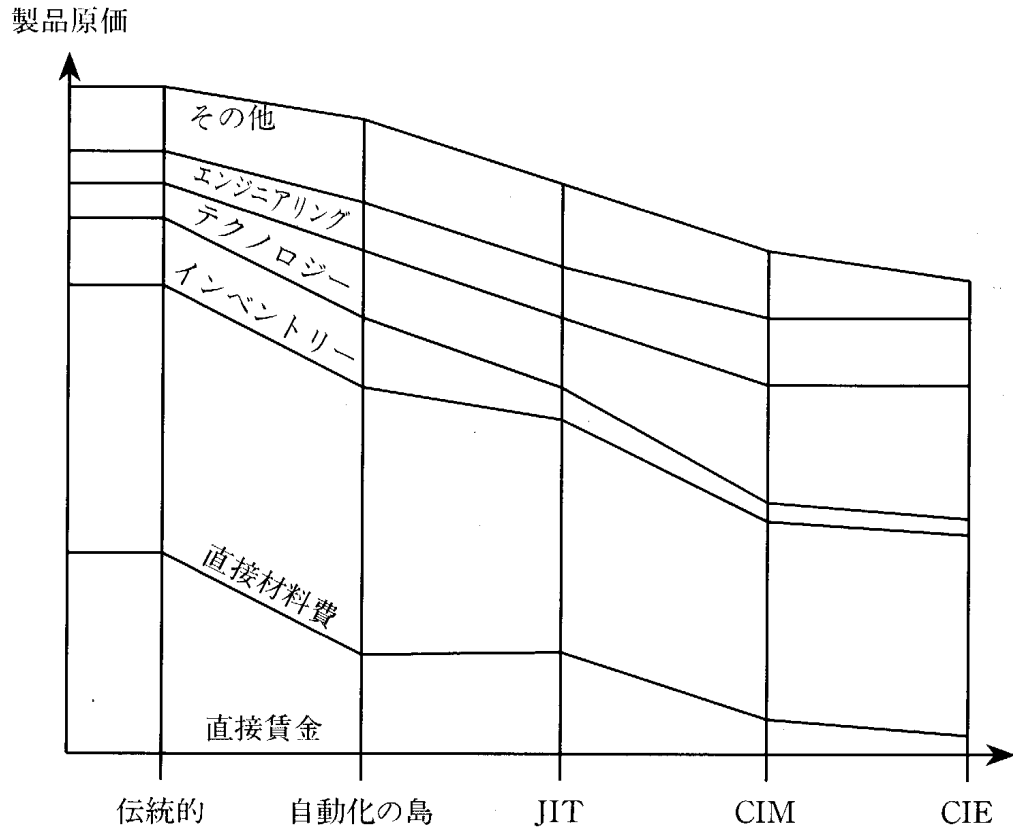 製品原価
その他
エンジニアリング
テクノロジー
インベントリー
直接材料費
直接賃金
伝統的
自動化の島
JIT
CIM
CIE